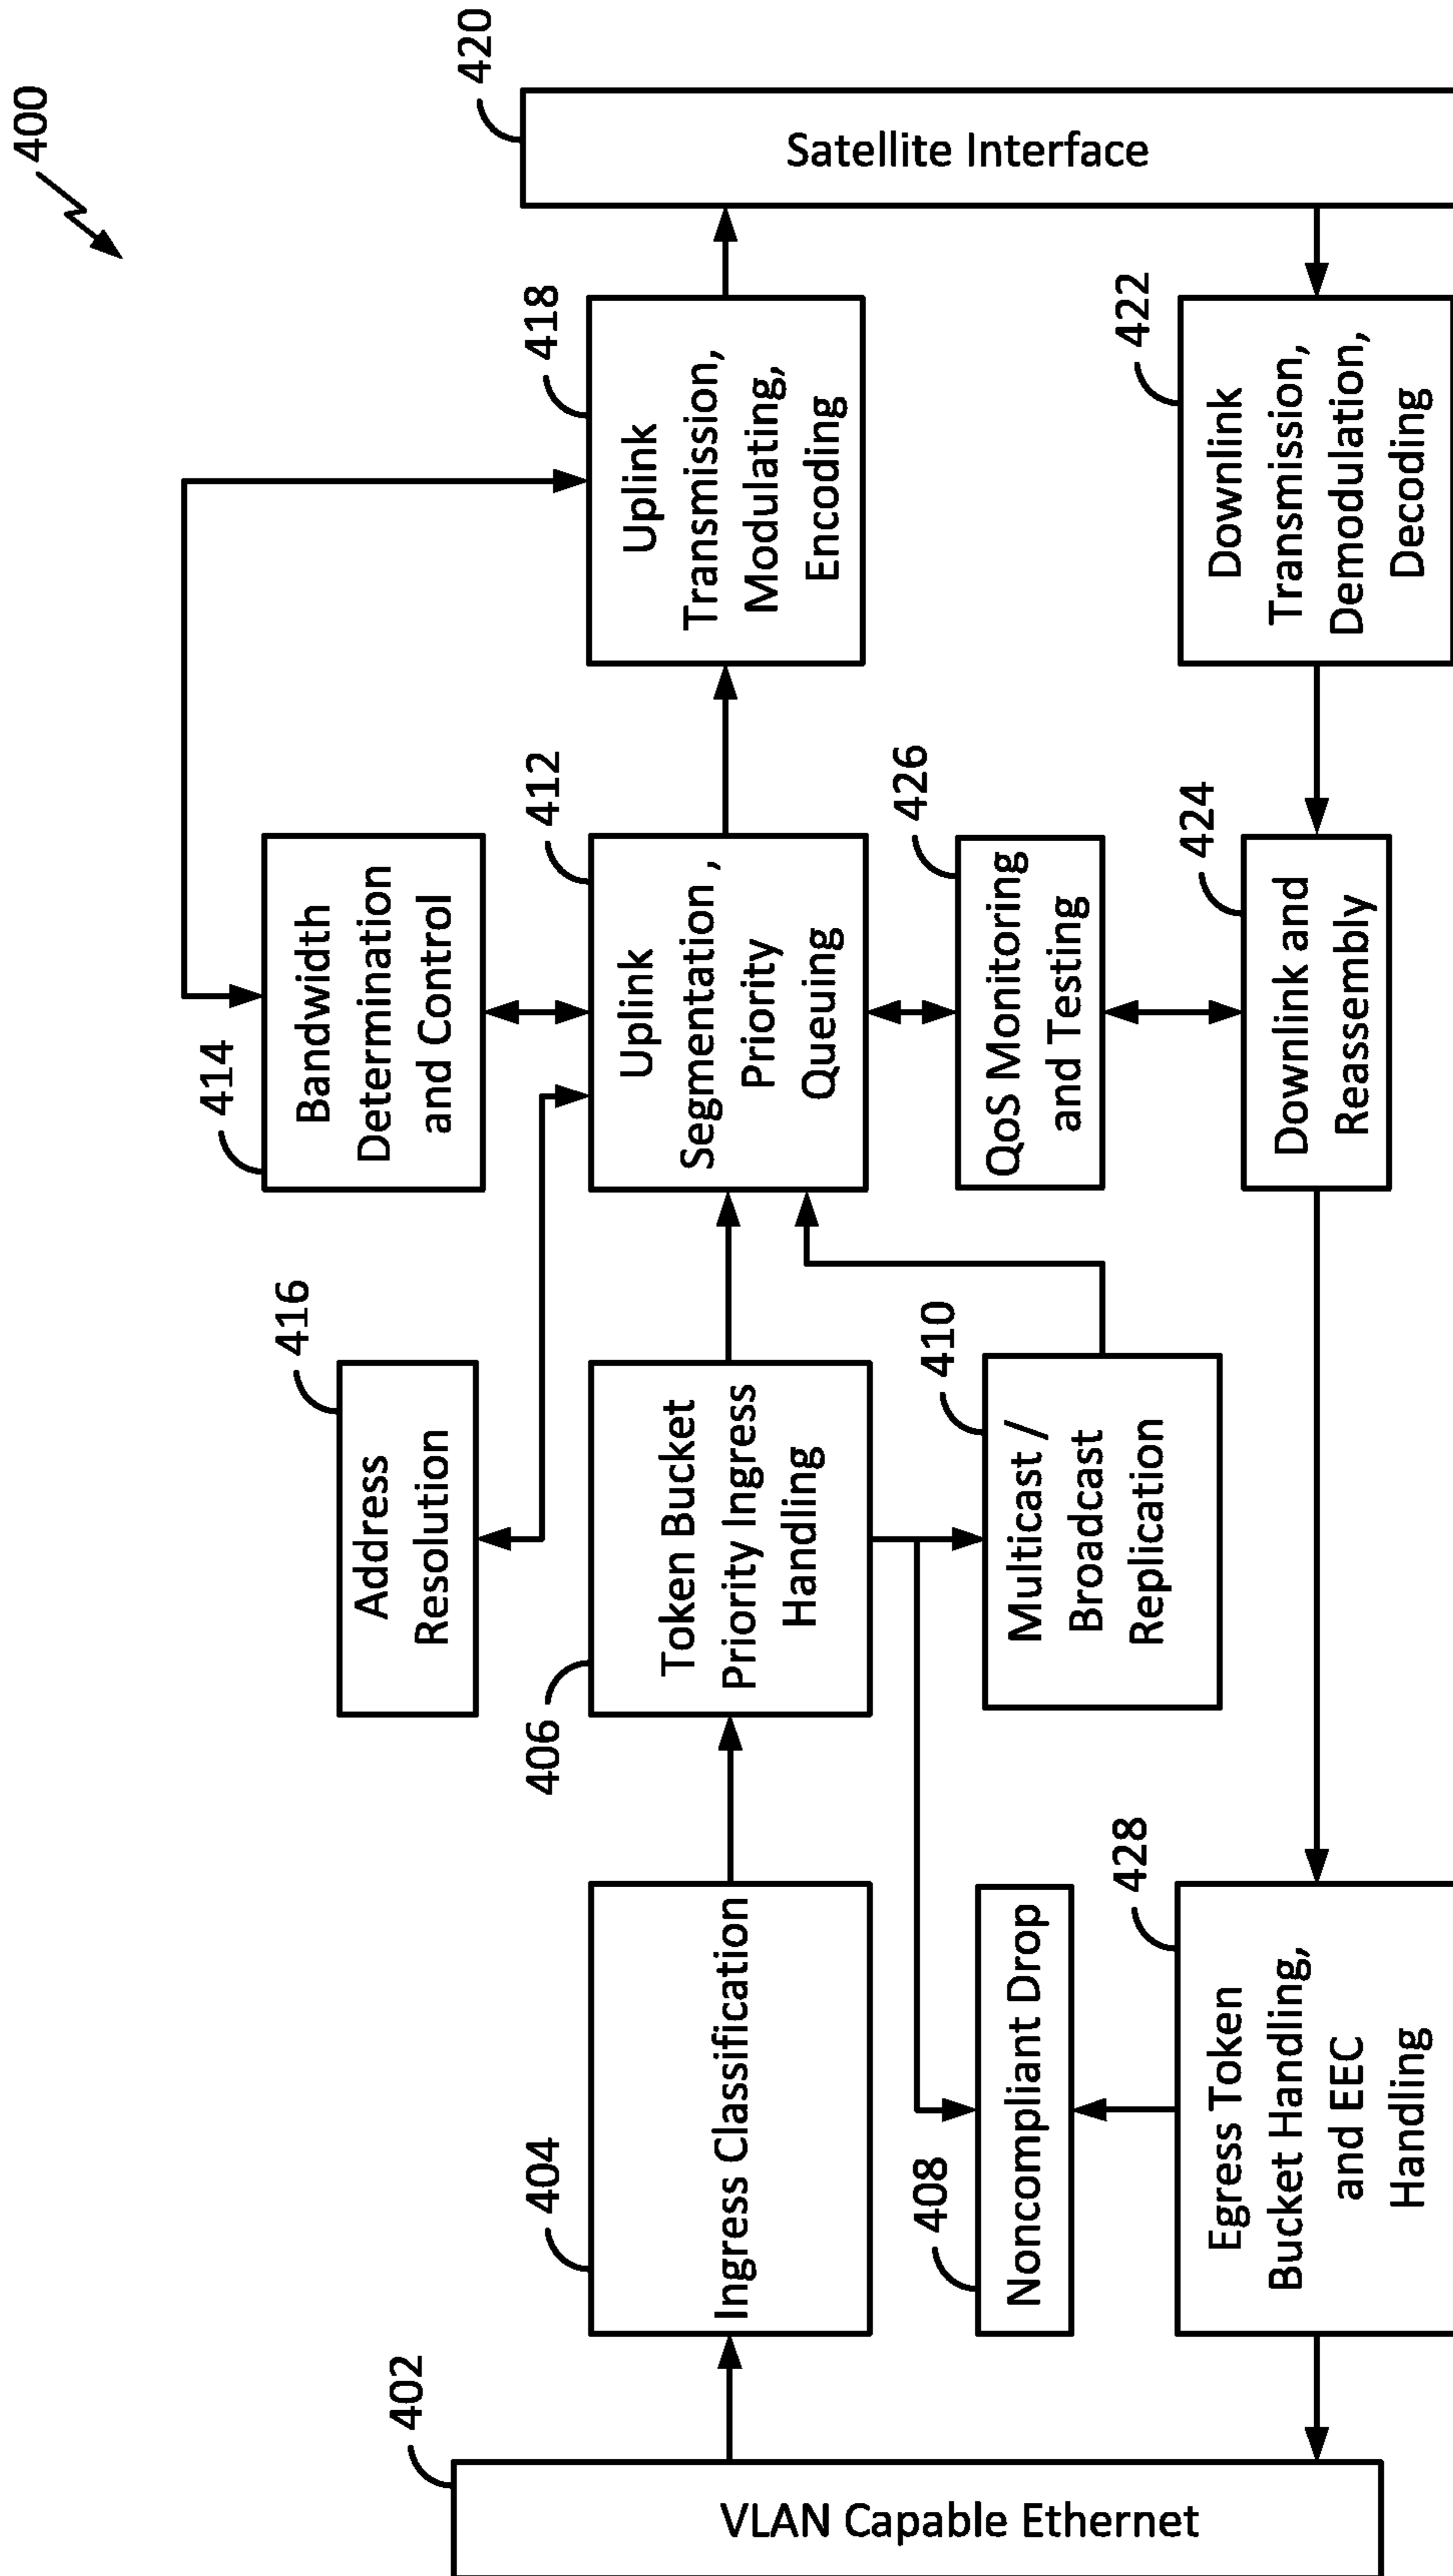 400
420
Satellite Interface
418
Uplink
Transmission,
Modulating,
Encoding
422
Downlink
Transmission,
Demodulation,
Decoding
414
Bandwidth
Determination
and Control
412
Uplink
Segmentation ,
Priority
Queuing
426
QoS Monitoring
and Testing
424
Downlink and
Reassembly
416
Address
Resolution
406
Token Bucket
Priority Ingress
Handling
410
Multicast /
Broadcast
Replication
404
Ingress Classification
408
Noncompliant Drop
428
Egress Token
Bucket Handling,
and EEC
Handling
402
VLAN Capable Ethernet